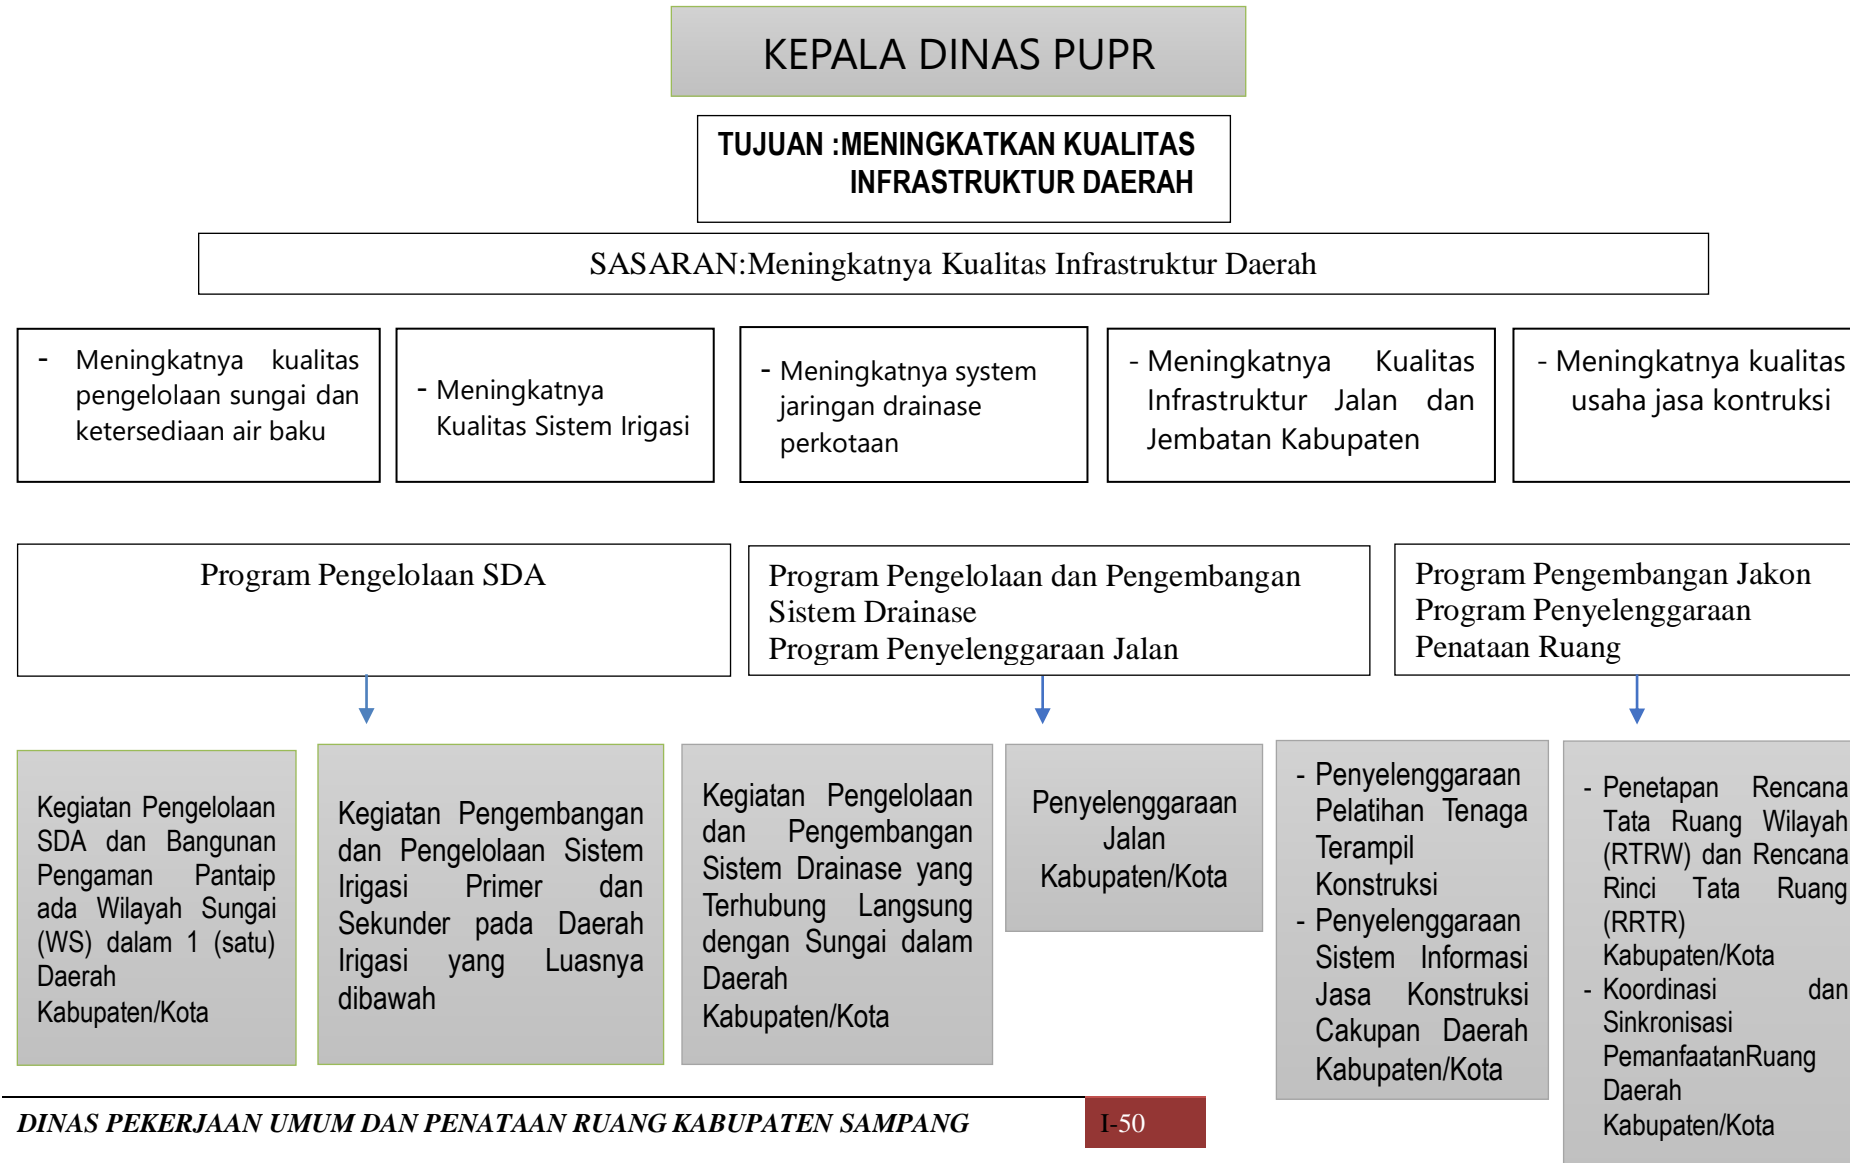 KEPALA DINAS PUPR
TUJUAN :MENINGKATKAN KUALITAS
INFRASTRUKTUR DAERAH
SASARAN:Meningkatnya Kualitas Infrastruktur Daerah
- Meningkatnya kualitas
pengelolaan sungai dan
ketersediaan air baku
- Meningkatnya
Kualitas Sistem Irigasi
- Meningkatnya system
jaringan drainase
perkotaan
- Meningkatnya Kualitas
Infrastruktur Jalan dan
Jembatan Kabupaten
- Meningkatnya kualitas
usaha jasa kontruksi
Program Pengelolaan SDA
Program Pengelolaan dan Pengembangan
Sistem Drainase
Program Penyelenggaraan Jalan
Program Pengembangan Jakon
Program Penyelenggaraan
Penataan Ruang
Kegiatan Pengelolaan
SDA dan Bangunan
Pengaman Pantaip
ada Wilayah Sungai
(WS) dalam 1 (satu)
Daerah
Kabupaten/Kota
Kegiatan Pengembangan
dan Pengelolaan Sistem
Irigasi Primer dan
Sekunder pada Daerah
Irigasi yang Luasnya
dibawah
Kegiatan Pengelolaan
dan Pengembangan
Sistem Drainase yang
Terhubung Langsung
dengan Sungai dalam
Daerah
Kabupaten/Kota
Penyelenggaraan
Jalan
Kabupaten/Kota
- Penyelenggaraan
Pelatihan Tenaga
Terampil
Konstruksi
- Penyelenggaraan
Sistem Informasi
Jasa Konstruksi
Cakupan Daerah
Kabupaten/Kota
- Penetapan Rencana
Tata Ruang Wilayah
(RTRW) dan Rencana
Rinci Tata Ruang
(RRTR)
Kabupaten/Kota
- Koordinasi dan
Sinkronisasi
PemanfaatanRuang
Daerah
Kabupaten/Kota
DINAS PEKERJAAN UMUM DAN PENATAAN RUANG KABUPATEN SAMPANG
I-50